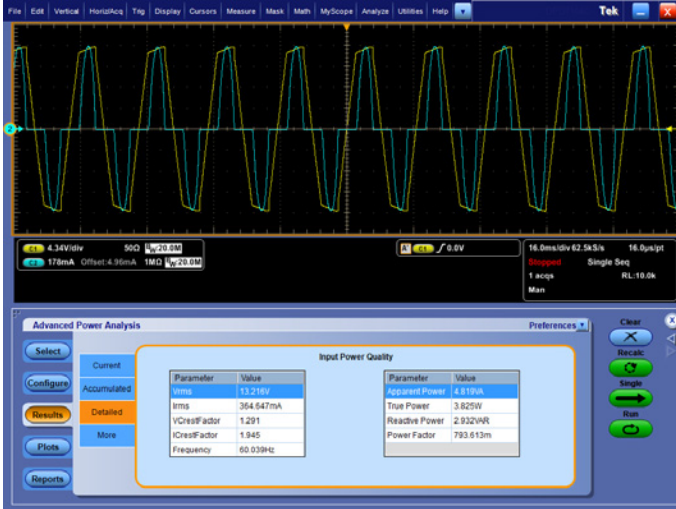 File Edit Vertical Horiz/Acq Trig Display Cursors Measure Mask Math MyScope Analyze Utilities Help Tek X
2
C1 4.34V/div 50Ω BW:20.0M
C2 178mA Offset:4.96mA 1MΩ BW:20.0M
A' C1 0.0V
16.0ms/div 62.5kS/s 16.0µs/pt
Stopped Single Seq
1 acqs RL:10.0k
Man
Advanced Power Analysis Preferences
Clear X
Select
Configure
Results
Plots
Reports
Current
Accumulated
Detailed
More
Input Power Quality
Parameter Value
Vrms 13.216V
Irms 364.647mA
VCrestFactor 1.291
ICrestFactor 1.945
Frequency 60.039Hz
Parameter Value
Apparent Power 4.819VA
True Power 3.825W
Reactive Power 2.932VAR
Power Factor 793.613m
Recalc
Single
Run